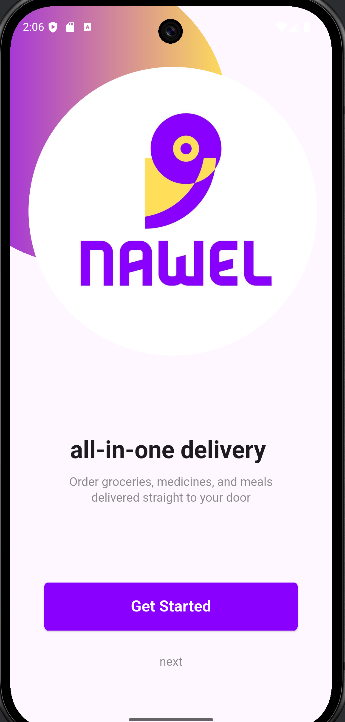 2:06
NAWEL
all-in-one delivery
Order groceries, medicines, and meals
delivered straight to your door
Get Started
next